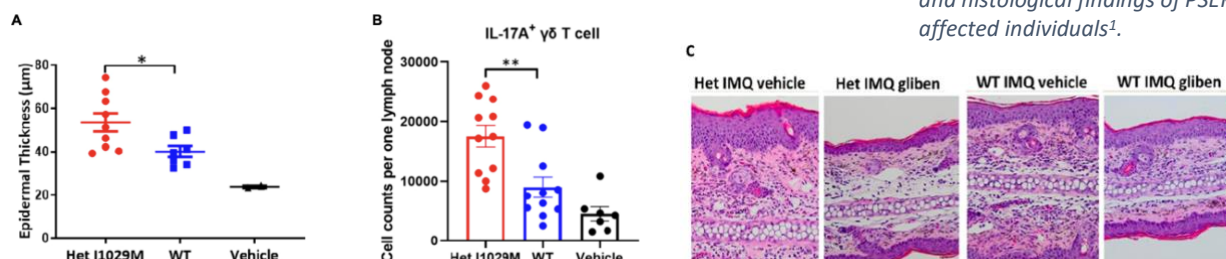 and histological findings of PSEK
affected individuals¹.
A
Epidermal Thickness (μm)
80
60
40
20
0
*
Het I1029M
WT
Vehicle
B
IL-17A⁺ γδ T cell
Cell counts per one lymph node
30000
20000
10000
0
**
Het I1029M
WT
Vehicle
C
Het IMQ vehicle
Het IMQ gliben
WT IMQ vehicle
WT IMQ gliben